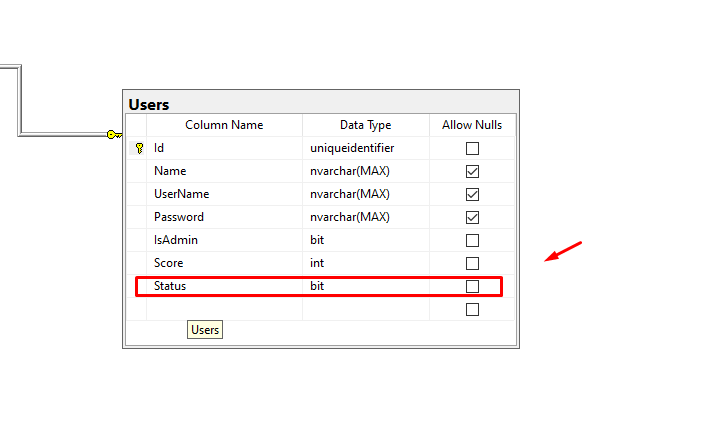 Users
Column Name Data Type Allow Nulls
Id uniqueidentifier
Name nvarchar(MAX)
UserName nvarchar(MAX)
Password nvarchar(MAX)
IsAdmin bit
Score int
Status bit
Users